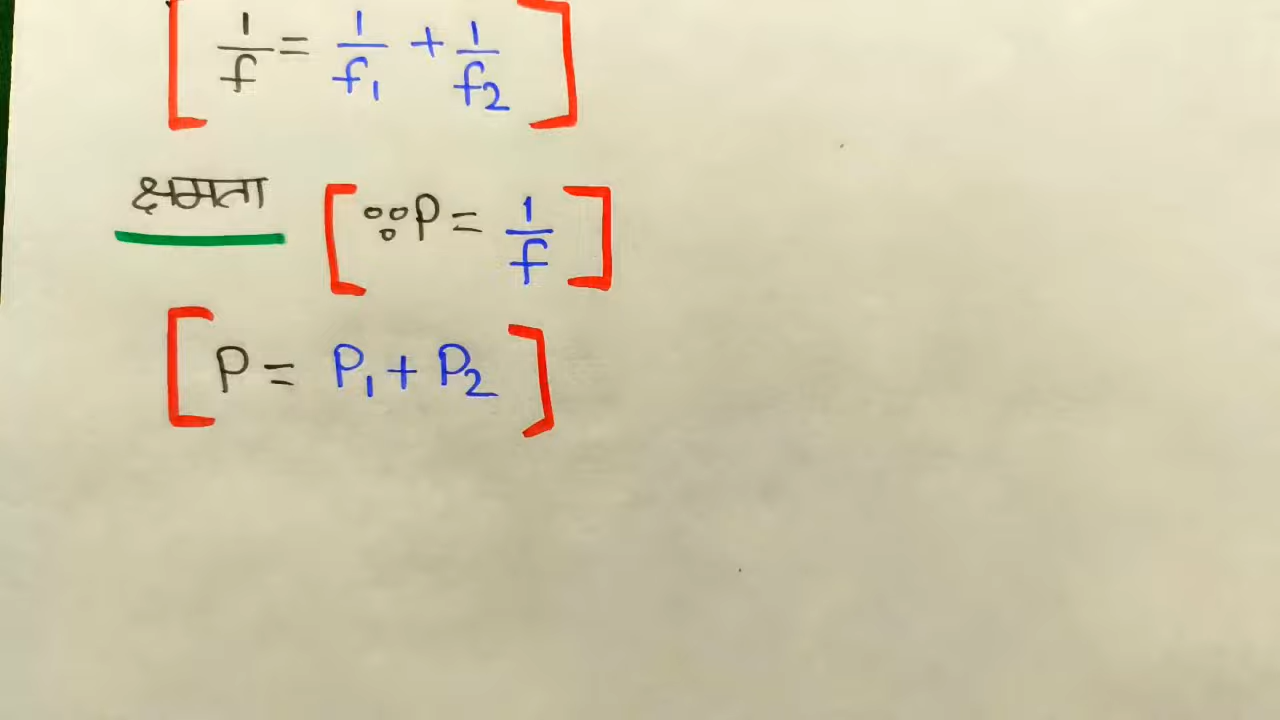 [ 1/f = 1/f₁ + 1/f₂ ]
क्षमता [ ∵ P = 1/f ]
[ P = P₁ + P₂ ]